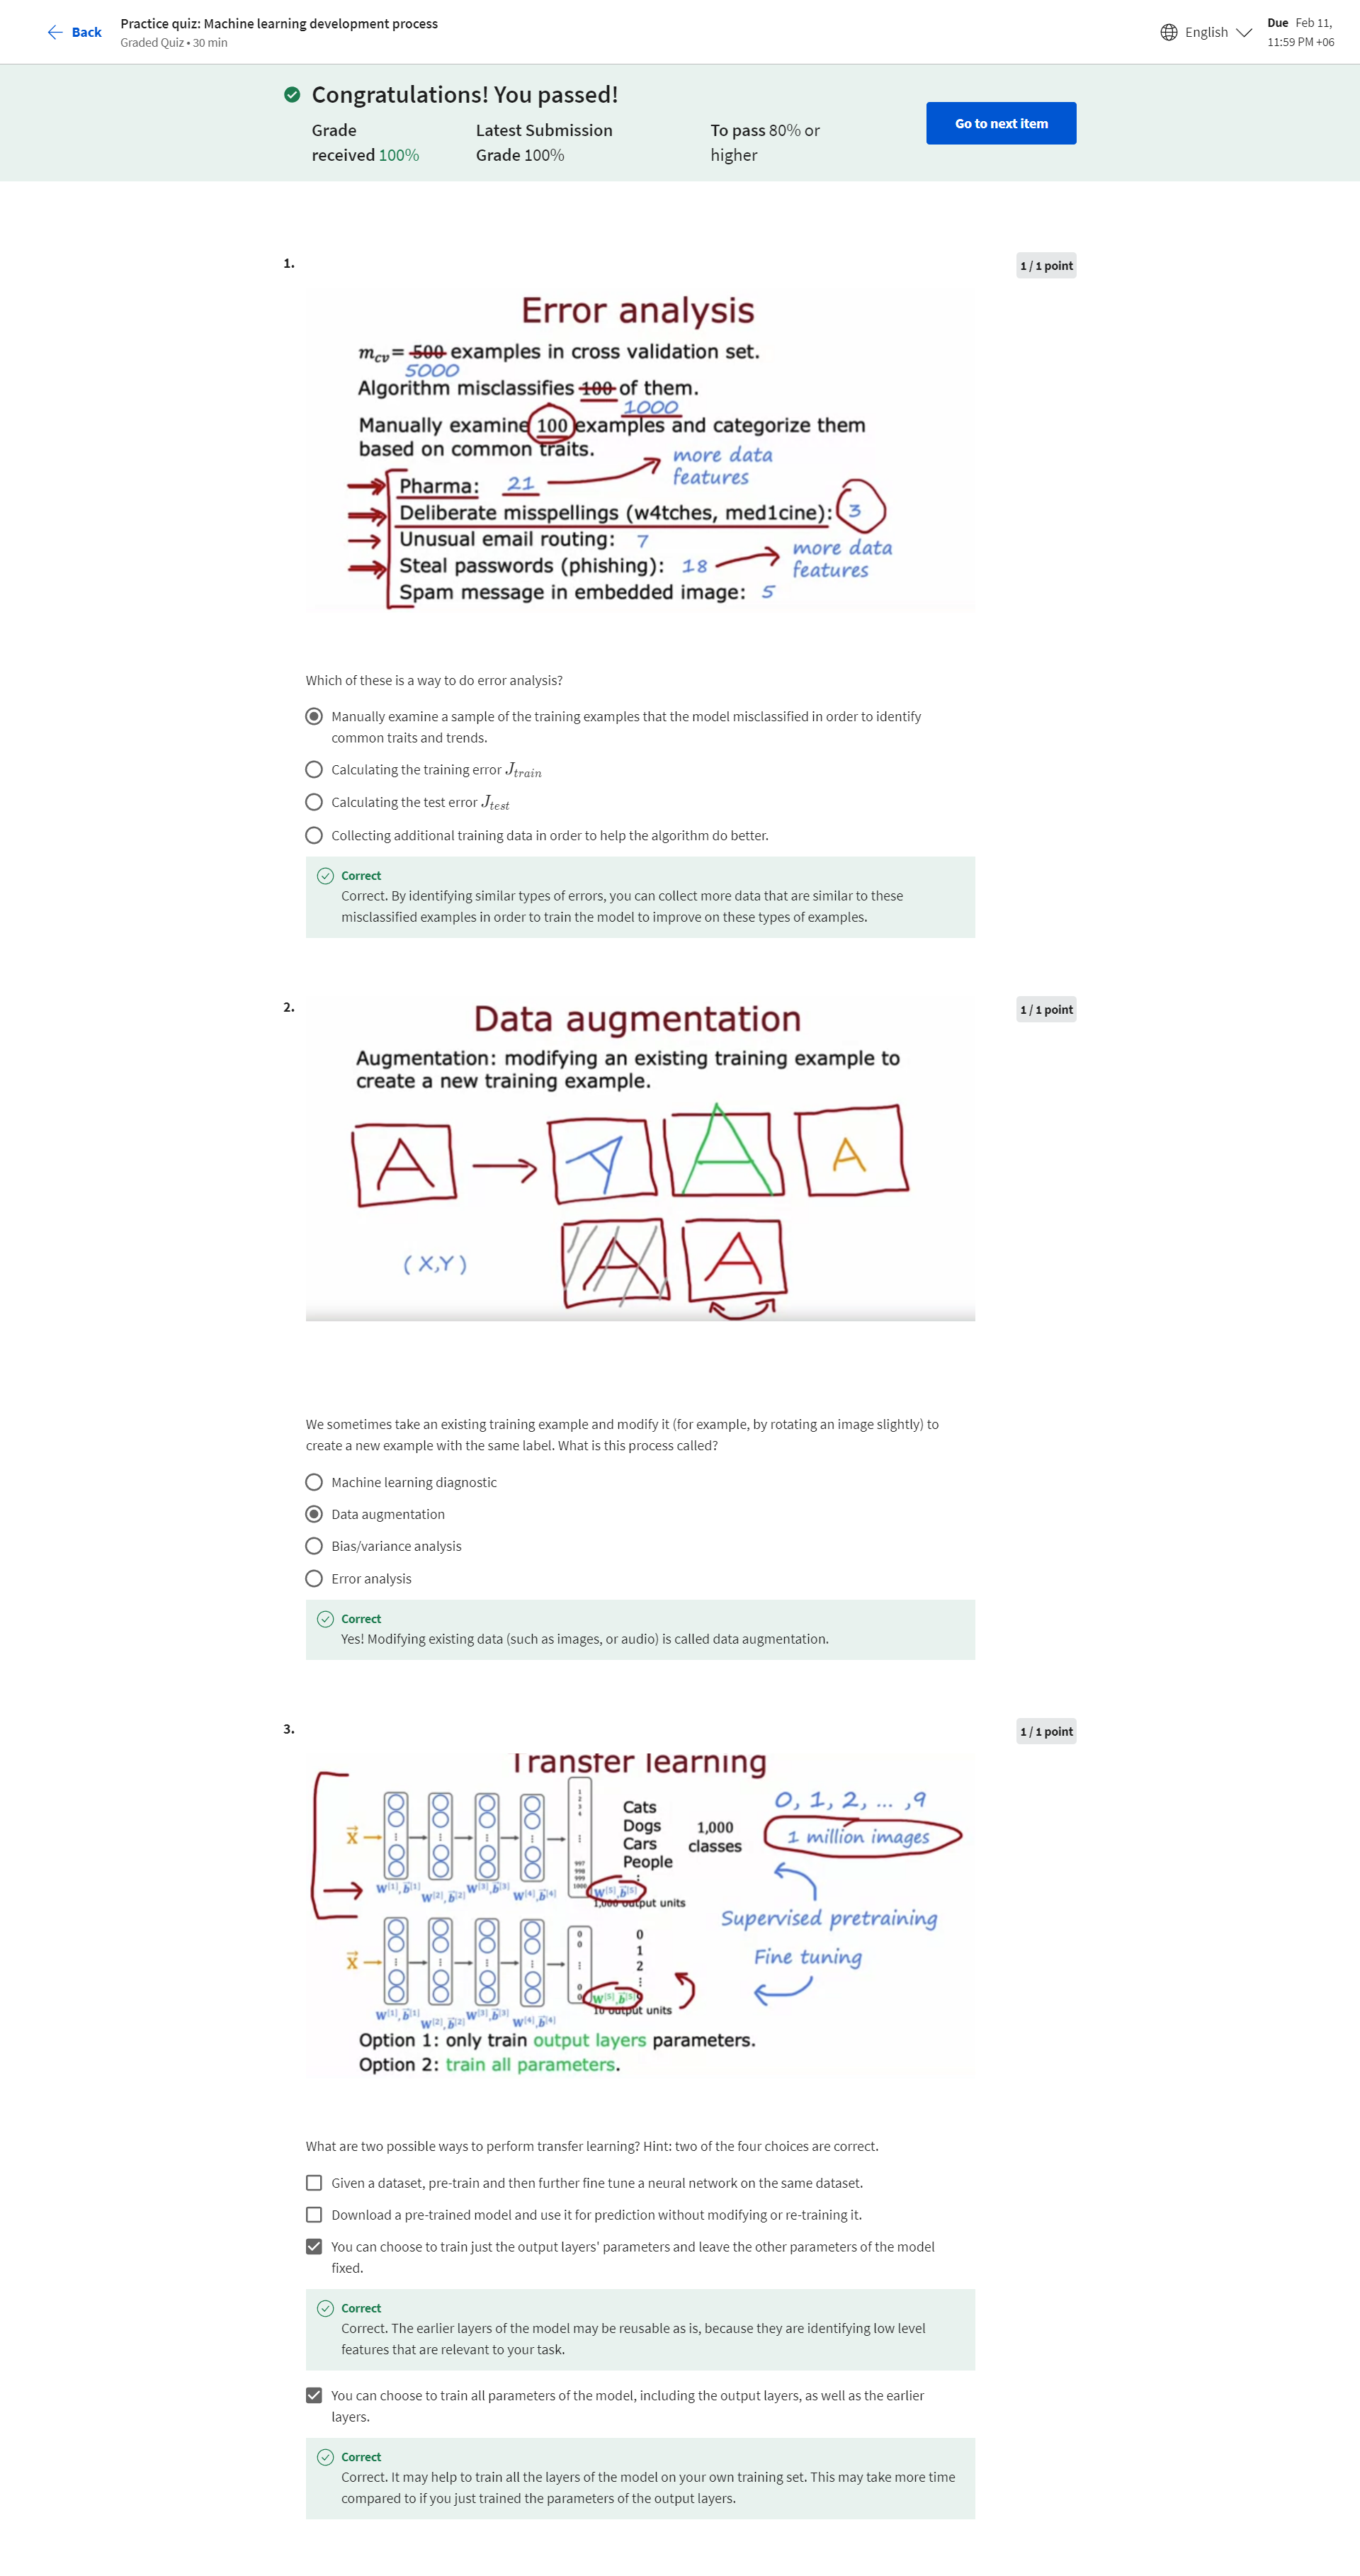 Back
Practice quiz: Machine learning development process
Graded Quiz • 30 min
English
Due Feb 11,
11:59 PM +06
Congratulations! You passed!
Grade
received 100%
Latest Submission
Grade 100%
To pass 80% or
higher
Go to next item
1.
1 / 1 point
Error analysis
m_cv = 500 examples in cross validation set.
5000
Algorithm misclassifies 100 of them.
1000
Manually examine 100 examples and categorize them
based on common traits.
more data
features
Pharma: 21
Deliberate misspellings (w4tches, med1cine): 3
Unusual email routing: 7
more data
features
Steal passwords (phishing): 18
Spam message in embedded image: 5
Which of these is a way to do error analysis?
Manually examine a sample of the training examples that the model misclassified in order to identify
common traits and trends.
Calculating the training error J_train
Calculating the test error J_test
Collecting additional training data in order to help the algorithm do better.
Correct
Correct. By identifying similar types of errors, you can collect more data that are similar to these
misclassified examples in order to train the model to improve on these types of examples.
2.
1 / 1 point
Data augmentation
Augmentation: modifying an existing training example to
create a new training example.
A A A A
(X,Y) A A
We sometimes take an existing training example and modify it (for example, by rotating an image slightly) to
create a new example with the same label. What is this process called?
Machine learning diagnostic
Data augmentation
Bias/variance analysis
Error analysis
Correct
Yes! Modifying existing data (such as images, or audio) is called data augmentation.
3.
1 / 1 point
Transfer learning
0, 1, 2, ... ,9
1 million images
1
2
3
4
⋮
997
998
999
1000
Cats
Dogs
Cars
People
⋮
1,000
classes
x⃗
W[1],b⃗[1] W[2],b⃗[2] W[3],b⃗[3] W[4],b⃗[4] W[5],b⃗[5]
1,000 output units
Supervised pretraining
Fine tuning
x⃗
0
0
⋮
0
0
0
1
2
⋮
W[1],b⃗[1] W[2],b⃗[2] W[3],b⃗[3] W[4],b⃗[4] W[5],b⃗[5]
10 output units
Option 1: only train output layers parameters.
Option 2: train all parameters.
What are two possible ways to perform transfer learning? Hint: two of the four choices are correct.
Given a dataset, pre-train and then further fine tune a neural network on the same dataset.
Download a pre-trained model and use it for prediction without modifying or re-training it.
You can choose to train just the output layers' parameters and leave the other parameters of the model
fixed.
Correct
Correct. The earlier layers of the model may be reusable as is, because they are identifying low level
features that are relevant to your task.
You can choose to train all parameters of the model, including the output layers, as well as the earlier
layers.
Correct
Correct. It may help to train all the layers of the model on your own training set. This may take more time
compared to if you just trained the parameters of the output layers.